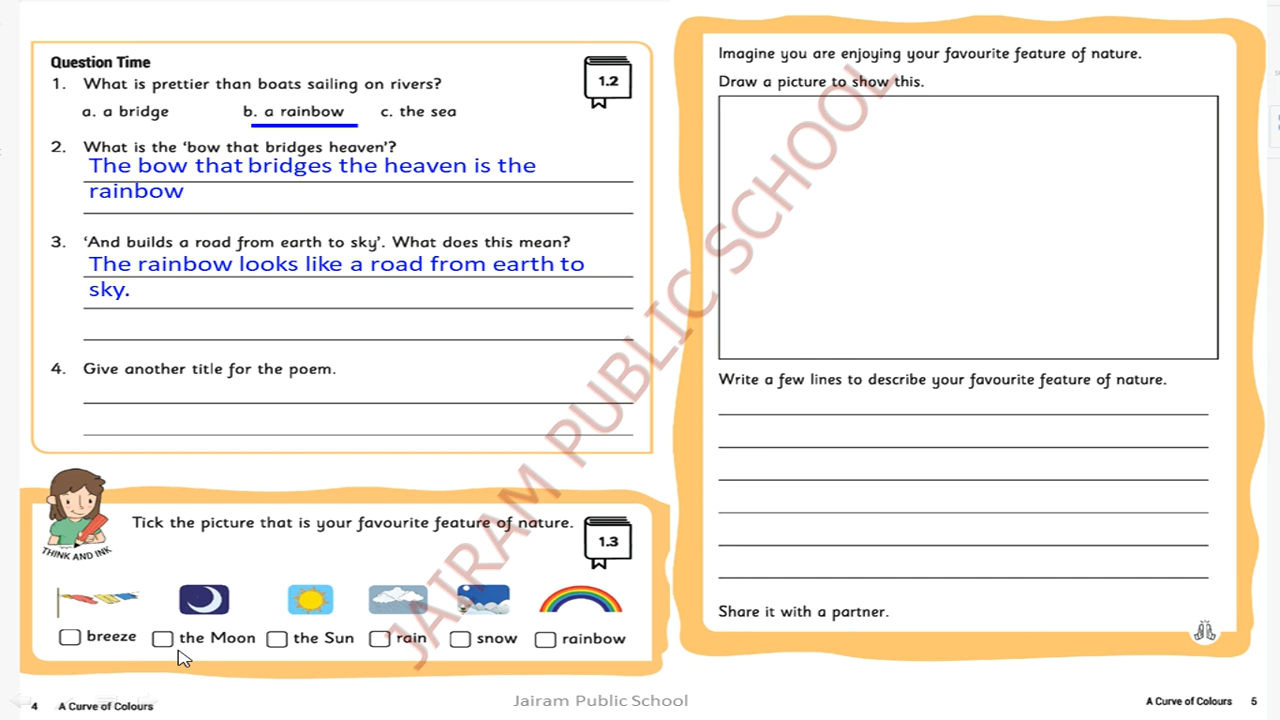 Question Time
1.2
1. What is prettier than boats sailing on rivers?
a. a bridge b. a rainbow c. the sea
2. What is the ‘bow that bridges heaven’?
The bow that bridges the heaven is the
rainbow
3. ‘And builds a road from earth to sky’. What does this mean?
The rainbow looks like a road from earth to
sky.
4. Give another title for the poem.
THINK AND INK
Tick the picture that is your favourite feature of nature.
1.3
breeze the Moon the Sun rain snow rainbow
4 A Curve of Colours
Imagine you are enjoying your favourite feature of nature.
Draw a picture to show this.
Write a few lines to describe your favourite feature of nature.
Share it with a partner.
A Curve of Colours 5
Jairam Public School
JAIRAM PUBLIC SCHOOL